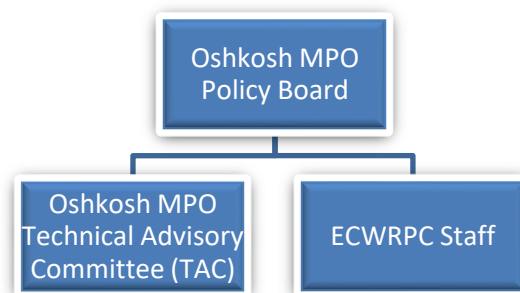 Oshkosh MPO
Policy Board
Oshkosh MPO
Technical Advisory
Committee (TAC)
ECWRPC Staff